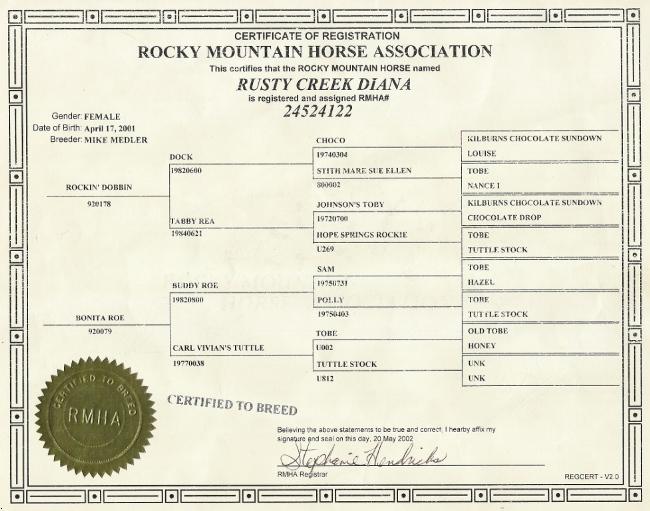 CERTIFICATE OF REGISTRATION
ROCKY MOUNTAIN HORSE ASSOCIATION
This certifies that the ROCKY MOUNTAIN HORSE named
RUSTY CREEK DIANA
is registered and assigned RMHA#
24524122
Gender: FEMALE
Date of Birth: April 17, 2001
Breeder: MIKE MEDLER
ROCKIN' DOBBIN
920178
BONITA ROE
920079
DOCK
19820600
TABBY REA
19840621
BUDDY ROE
19820800
CARL VIVIAN'S TUTTLE
19770038
CHOCO
19740304
STITH MARE SUE ELLEN
800002
JOHNSON'S TOBY
19720700
HOPE SPRINGS ROCKIE
U269
SAM
19750731
POLLY
19750403
TOBE
U002
TUTTLE STOCK
U812
KILBURNS CHOCOLATE SUNDOWN
LOUISE
TOBE
NANCE I
KILBURNS CHOCOLATE SUNDOWN
CHOCOLATE DROP
TOBE
TUTTLE STOCK
TOBE
HAZEL
TOBE
TUTTLE STOCK
OLD TOBE
HONEY
UNK
UNK
CERTIFIED TO BREED
RMHA
CERTIFIED TO BREED
Believing the above statements to be true and correct, I hearby affix my
signature and seal on this day, 20 May 2002
Stephanie Hendricks
RMHA Registrar
REGCERT - V2.0